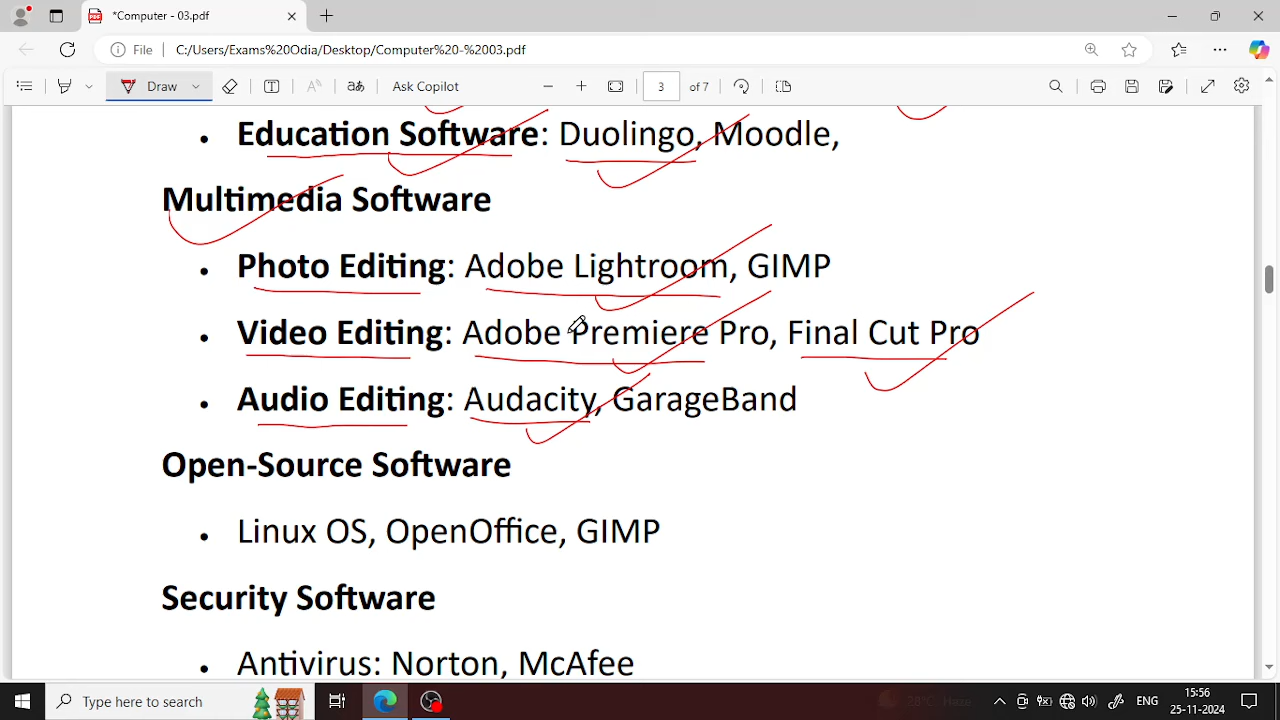 *Computer - 03.pdf
File
C:/Users/Exams%20Odia/Desktop/Computer%20-%2003.pdf
Draw
Ask Copilot
3 of 7
Education Software: Duolingo, Moodle,
Multimedia Software
• Photo Editing: Adobe Lightroom, GIMP
• Video Editing: Adobe Premiere Pro, Final Cut Pro
• Audio Editing: Audacity, GarageBand
Open-Source Software
• Linux OS, OpenOffice, GIMP
Security Software
• Antivirus: Norton, McAfee
Type here to search
28°C Haze
ENG
15:56
25-11-2024